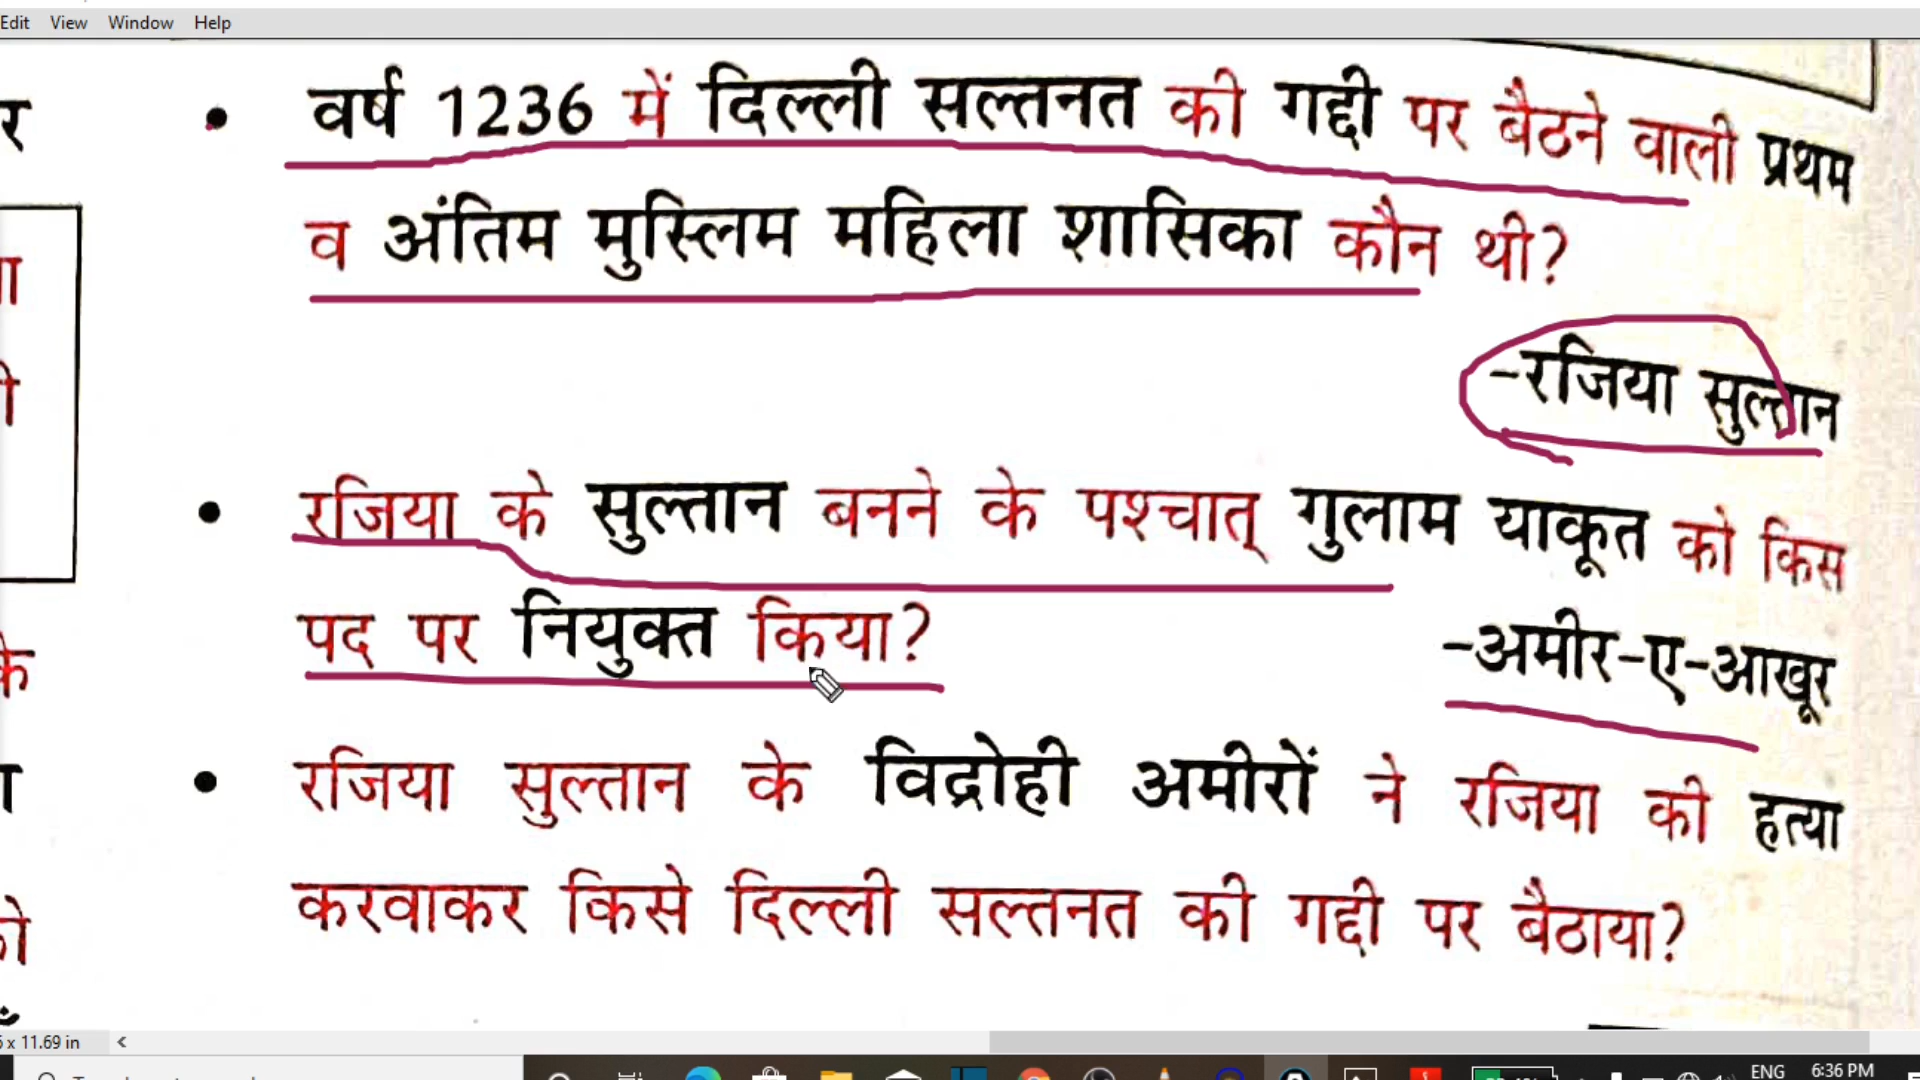 Edit View Window Help
• वर्ष 1236 में दिल्ली सल्तनत की गद्दी पर बैठने वाली प्रथम
व अंतिम मुस्लिम महिला शासिका कौन थी?
-रजिया सुल्तान
• रजिया के सुल्तान बनने के पश्चात् गुलाम याकूत को किस
पद पर नियुक्त किया?
-अमीर-ए-आखूर
• रजिया सुल्तान के विद्रोही अमीरों ने रजिया की हत्या
करवाकर किसे दिल्ली सल्तनत की गद्दी पर बैठाया?
x 11.69 in
ENG 6:36 PM